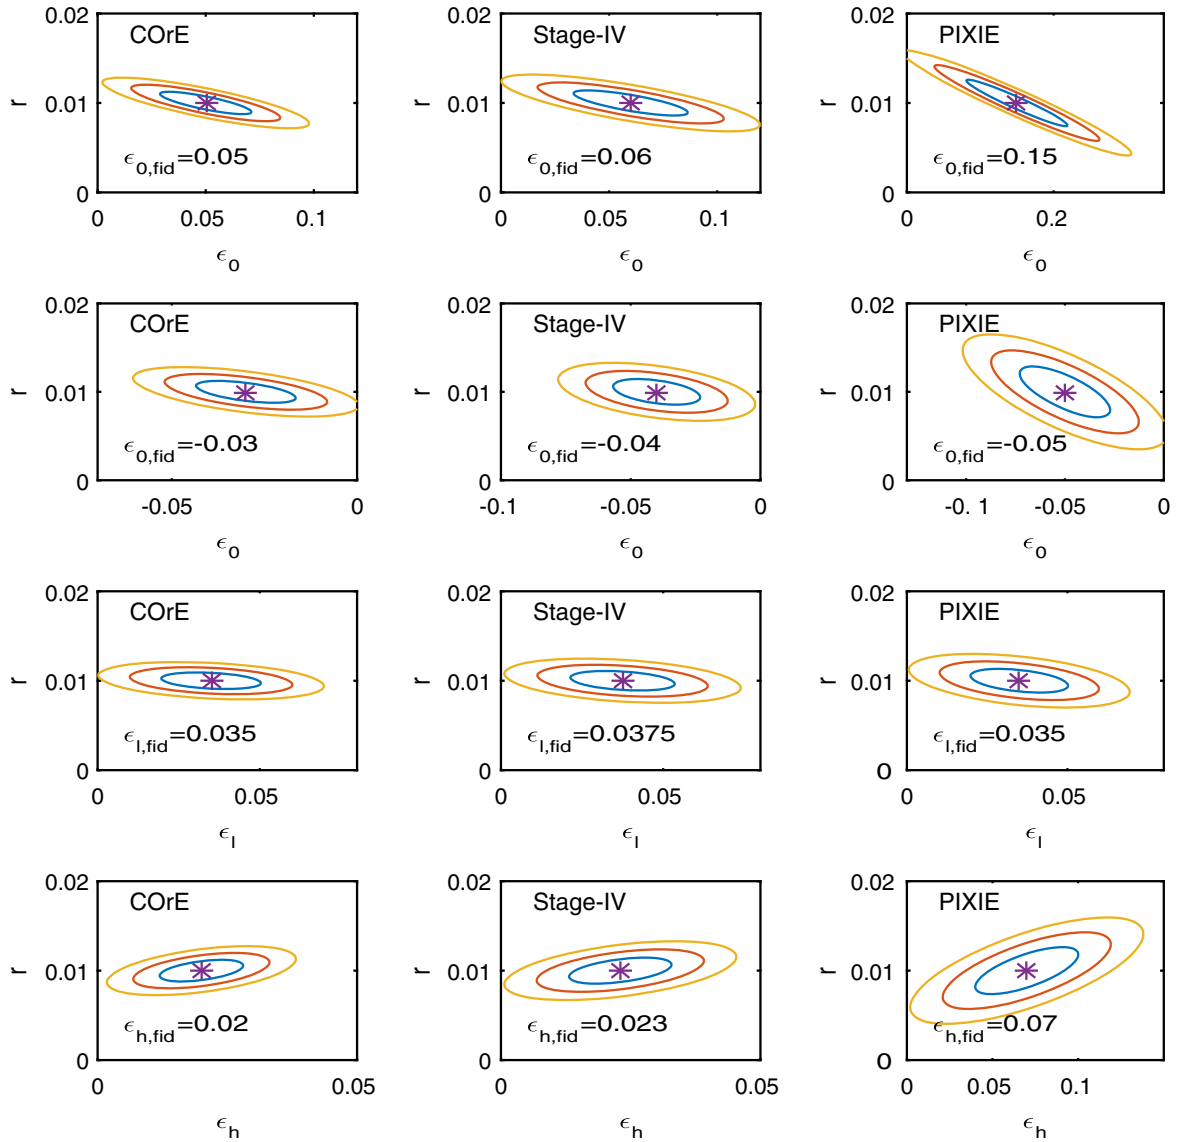 0.02 COrE
r 0.01
ϵ0,fid=0.05
0
0 0.05 0.1
ϵ0
0.02 Stage-IV
0.01
ϵ0,fid=0.06
0
0 0.05 0.1
ϵ0
0.02 PIXIE
r 0.01
ϵ0,fid=0.15
0
0 0.2
ϵ0
0.02 COrE
r 0.01
ϵ0,fid=-0.03
0
-0.05 0
ϵ0
0.02 Stage-IV
r 0.01
ϵ0,fid=-0.04
0
-0.1 -0.05 0
ϵ0
0.02 PIXIE
r 0.01
ϵ0,fid=-0.05
0
-0. 1 -0.05 0
ϵ0
0.02 COrE
r 0.01
ϵl,fid=0.035
0
0 0.05
ϵl
0.02 Stage-IV
r 0.01
ϵl,fid=0.0375
0
0 0.05
ϵl
0.02 PIXIE
r 0.01
ϵl,fid=0.035
0
0 0.05
ϵl
0.02 COrE
r 0.01
ϵh,fid=0.02
0
0 0.05
ϵh
0.02 Stage-IV
r 0.01
ϵh,fid=0.023
0
0 0.05
ϵh
0.02 PIXIE
r 0.01
ϵh,fid=0.07
0
0 0.05 0.1
ϵh